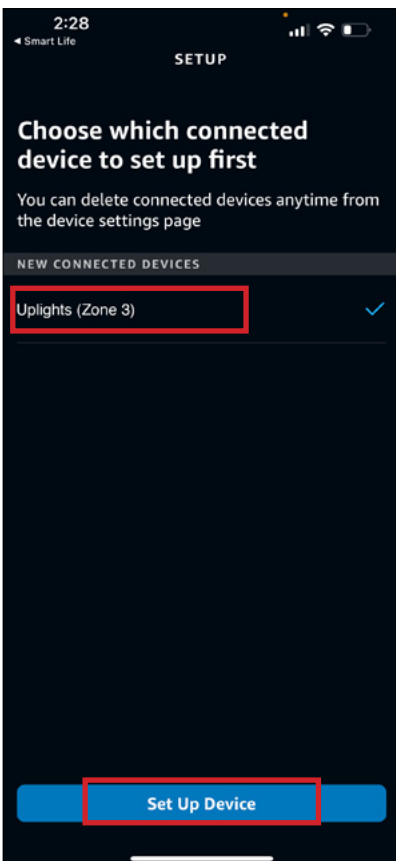 2:28
◀ Smart Life
SETUP
Choose which connected
device to set up first
You can delete connected devices anytime from
the device settings page
NEW CONNECTED DEVICES
Uplights (Zone 3)
Set Up Device